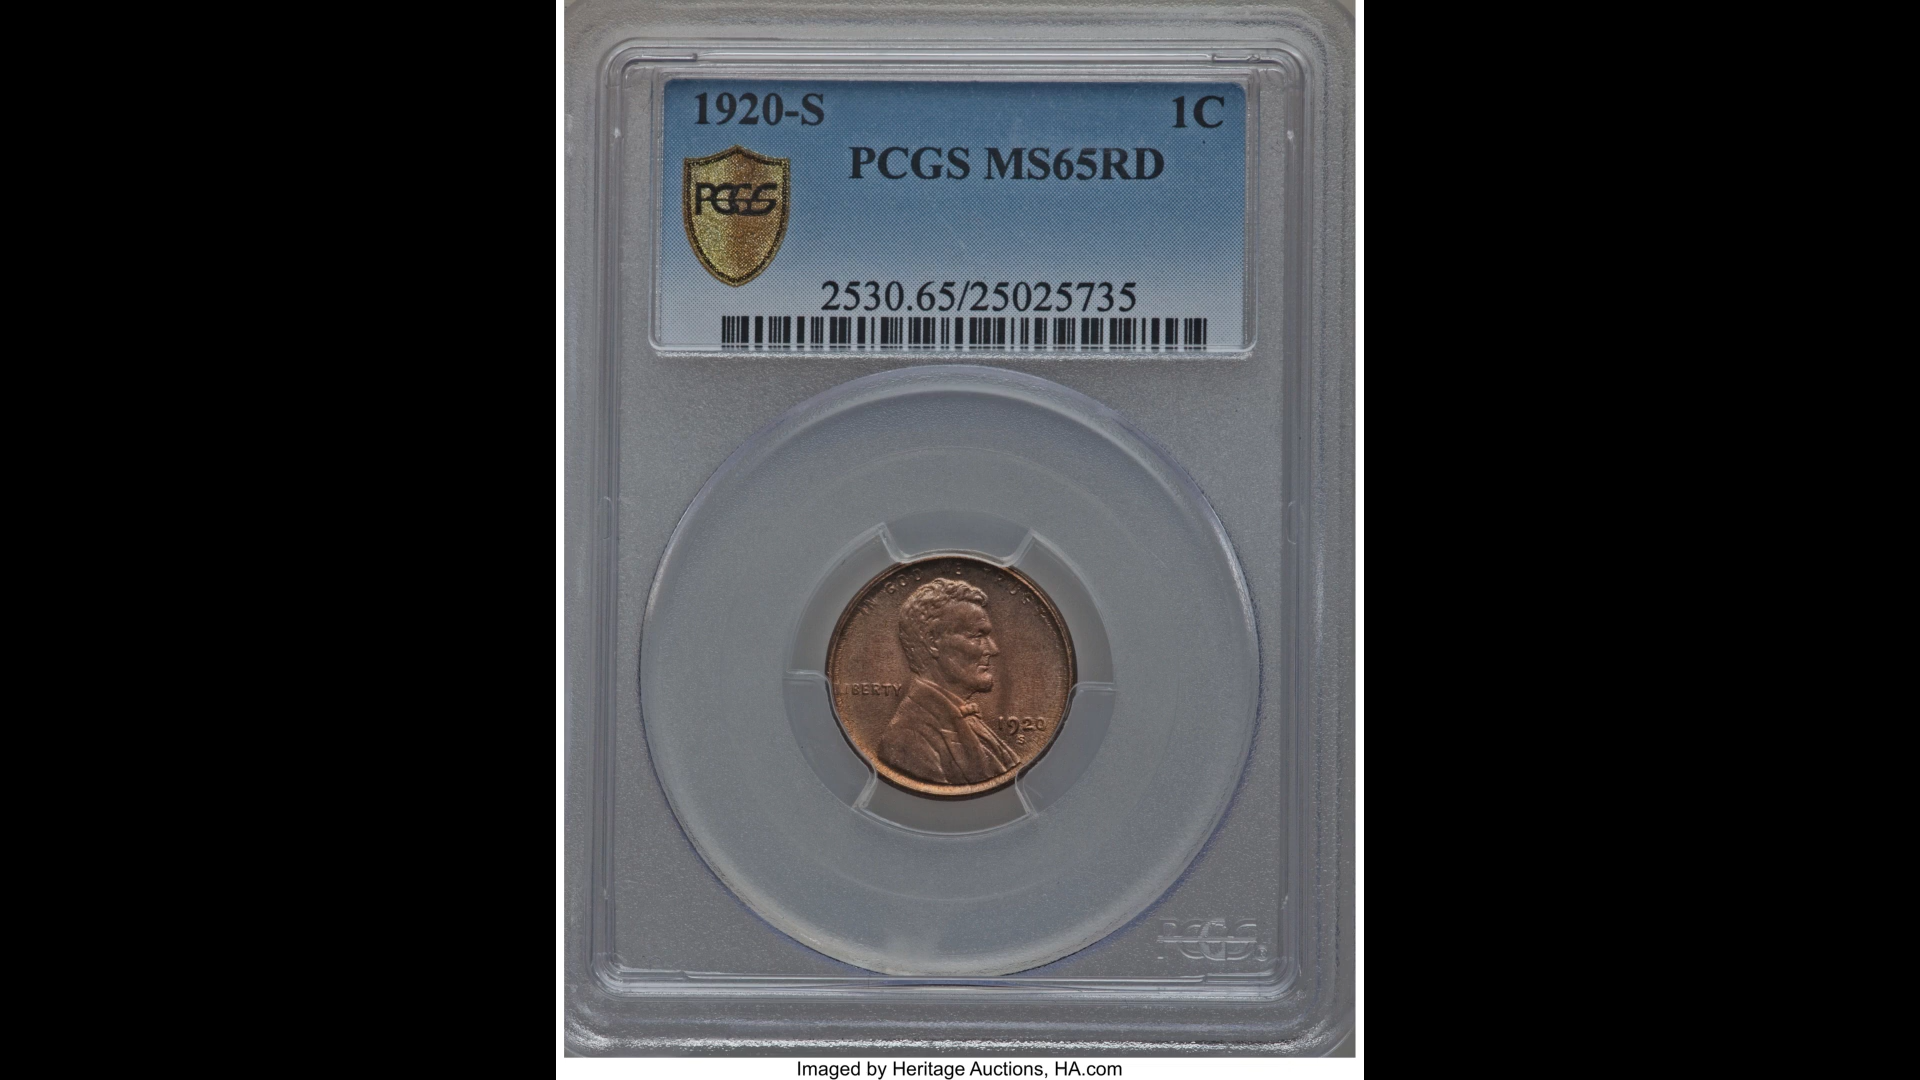 1920-S 1C
PCGS MS65RD
PCGS
2530.65/25025735
IN GOD WE TRUST
LIBERTY
1920
S
PCGS
Imaged by Heritage Auctions, HA.com